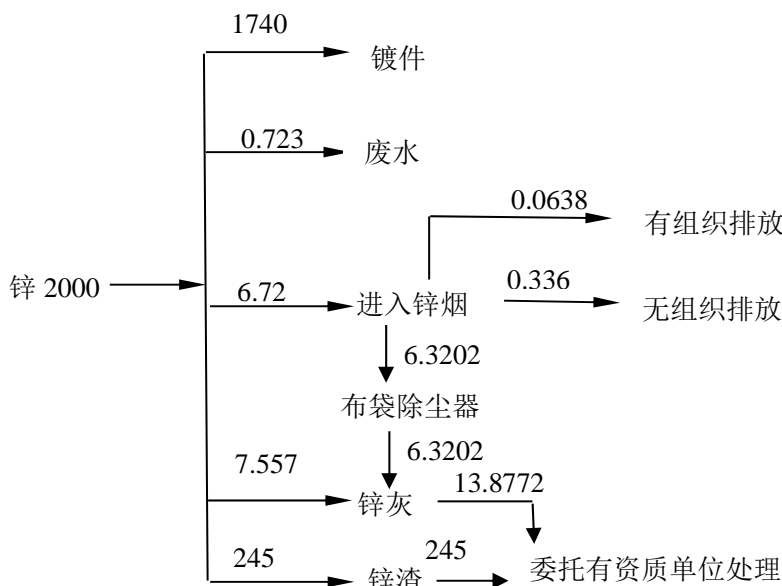 1740
镀件
0.723
废水
0.0638
有组织排放
锌 2000
6.72
进入锌烟
0.336
无组织排放
6.3202
布袋除尘器
6.3202
7.557
锌灰
13.8772
245
锌渣
245
委托有资质单位处理